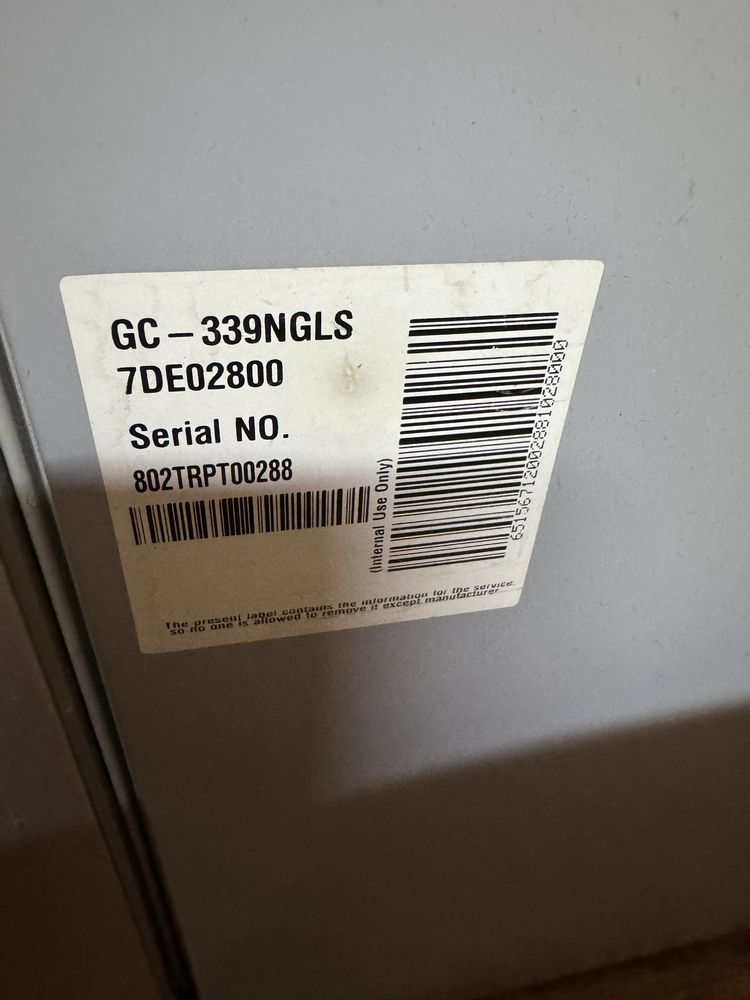 GC-339NGLS
7DE02800
Serial NO.
802TRPT00288
(Internal Use Only)
65156712002881028000
The present label contains the information for the service.
so no one is allowed to remove it except manufacturer